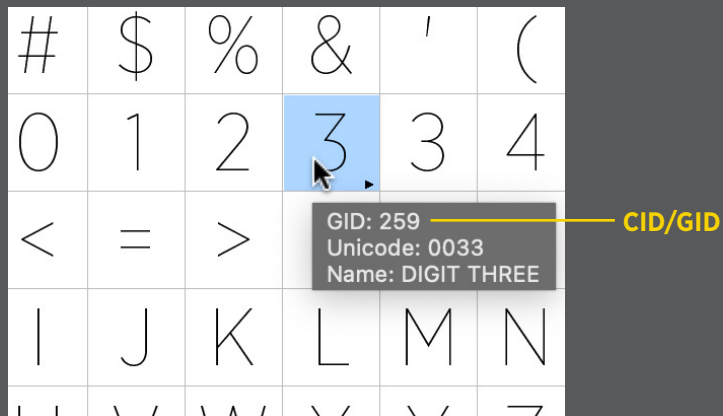 # $ % & ' (
0 1 2 3 3 4
< = >
GID: 259
CID/GID
Unicode: 0033
Name: DIGIT THREE
I J K L M N